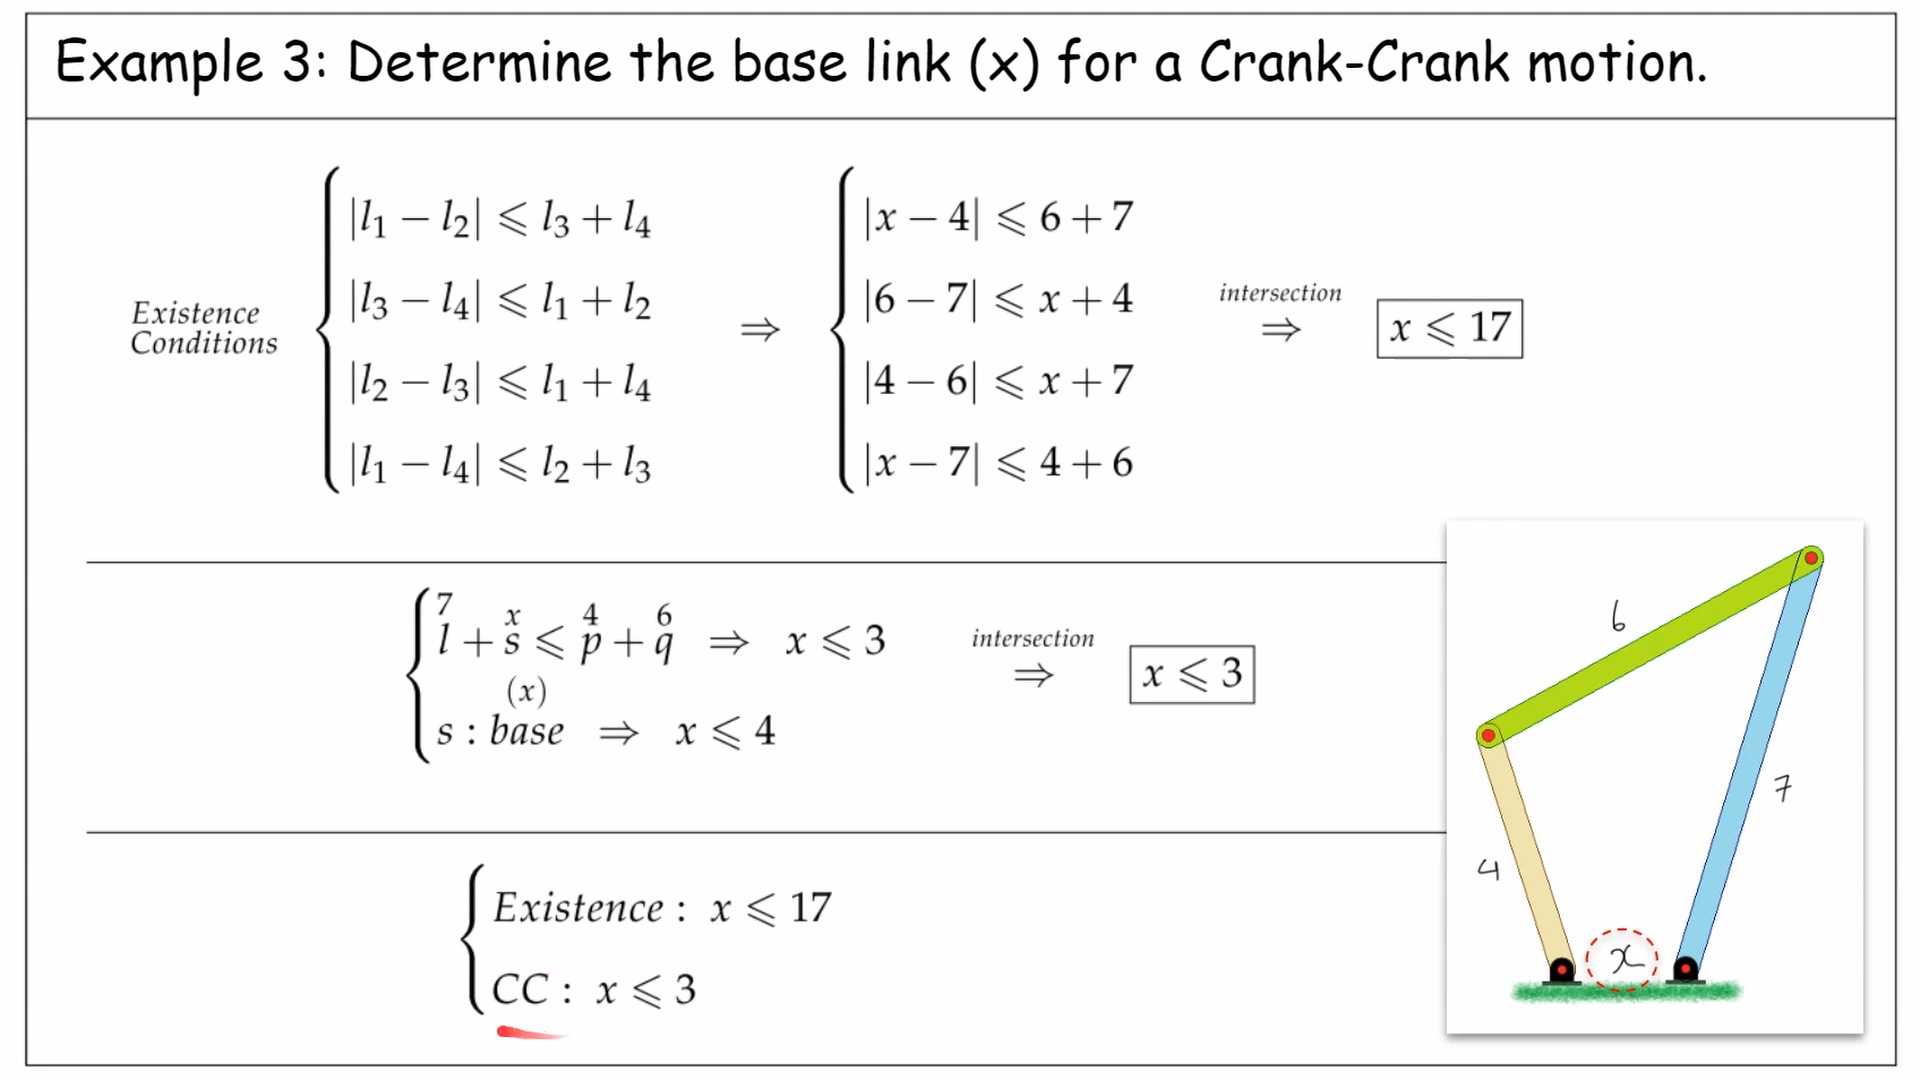 Example 3: Determine the base link (x) for a Crank-Crank motion.
|l₁ − l₂| ⩽ l₃ + l₄
|l₃ − l₄| ⩽ l₁ + l₂
|l₂ − l₃| ⩽ l₁ + l₄
|l₁ − l₄| ⩽ l₂ + l₃
Existence
Conditions
⇒
|x − 4| ⩽ 6 + 7
|6 − 7| ⩽ x + 4
|4 − 6| ⩽ x + 7
|x − 7| ⩽ 4 + 6
intersection
⇒
x ⩽ 17
7 x 4 6
l + s ⩽ p + q ⇒ x ⩽ 3
(x)
s : base ⇒ x ⩽ 4
intersection
⇒
x ⩽ 3
Existence : x ⩽ 17
CC : x ⩽ 3
6
7
4
x